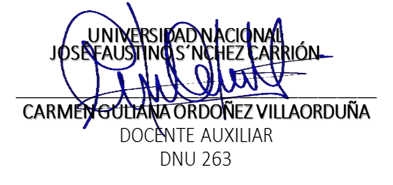 UNIVERSIDAD NACIONAL
JOSÉ FAUSTINO S´NCHEZ CARRIÓN
CARMEN GULIANA ORDOÑEZ VILLAORDUÑA
DOCENTE AUXILIAR
DNU 263